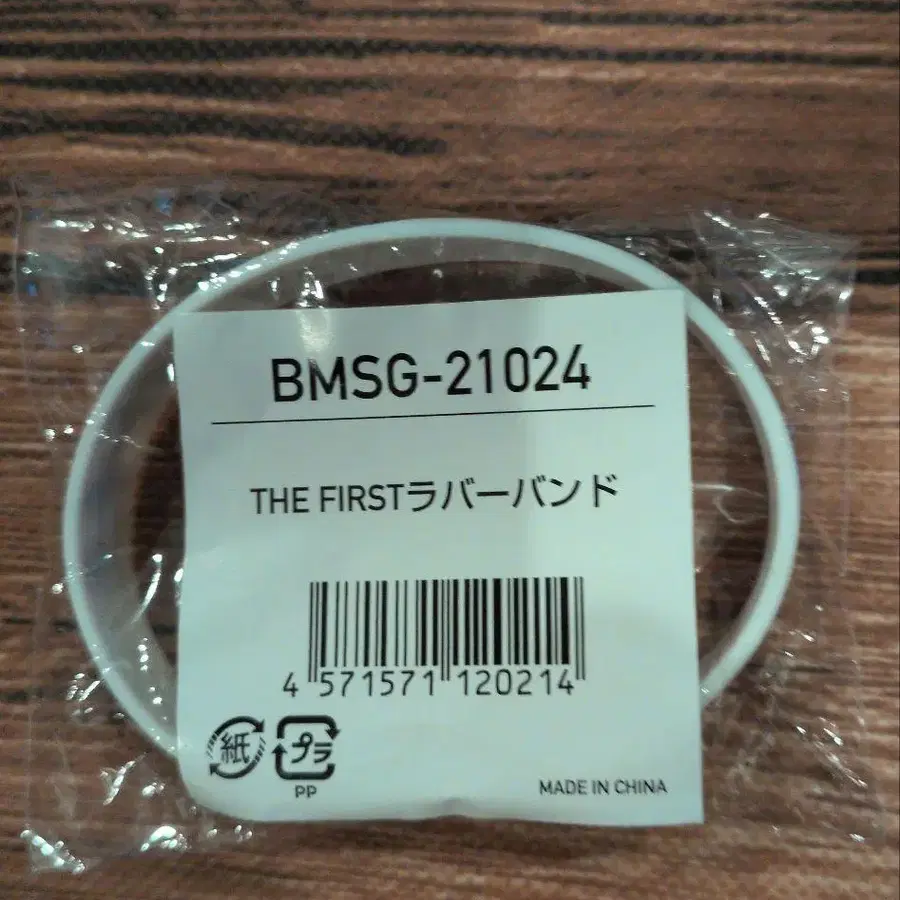 BMSG-21024
THE FIRSTラバーバンド
4 571571 120214
紙
プラ
PP
MADE IN CHINA